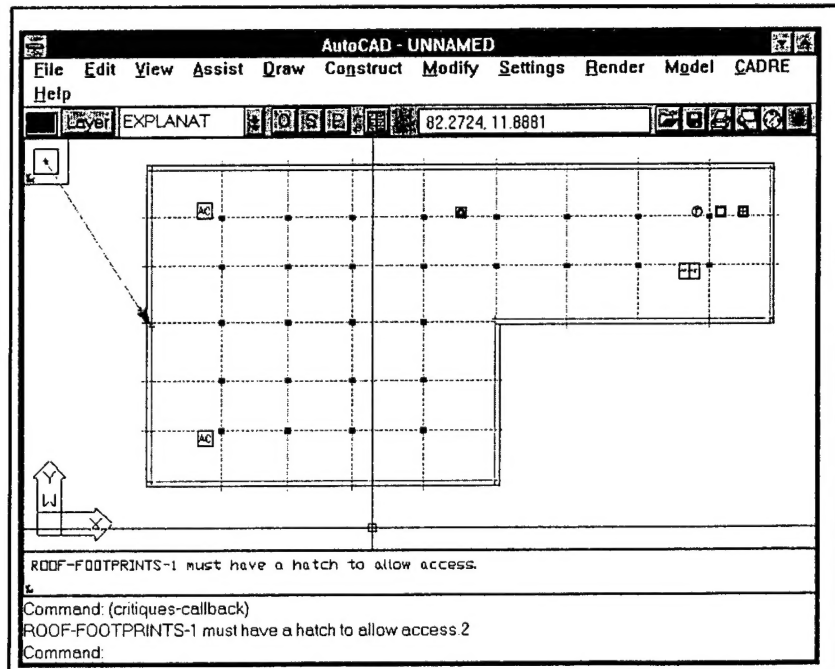 AutoCAD - UNNAMED
File Edit View Assist Draw Construct Modify Settings Render Model CADRE
Help
Layer EXPLANAT O S P 82.2724, 11.8881
AC
AC
Y
W
X
ROOF-FOOTPRINTS-1 must have a hatch to allow access.
Command: (critiques-callback)
ROOF-FOOTPRINTS-1 must have a hatch to allow access.2
Command: